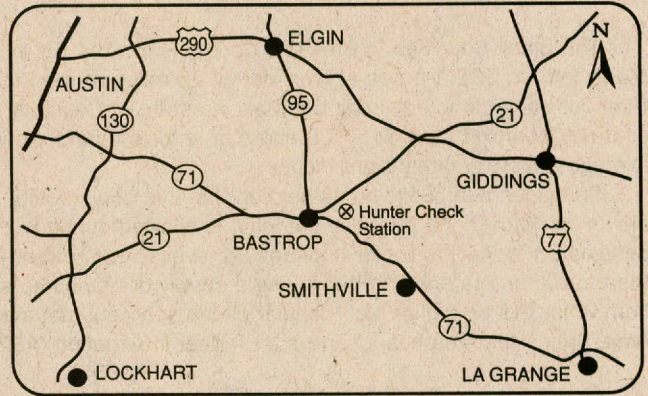 290
ELGIN
N
AUSTIN
95
130
21
71
GIDDINGS
Hunter Check
Station
21
BASTROP
77
SMITHVILLE
71
LOCKHART
LA GRANGE